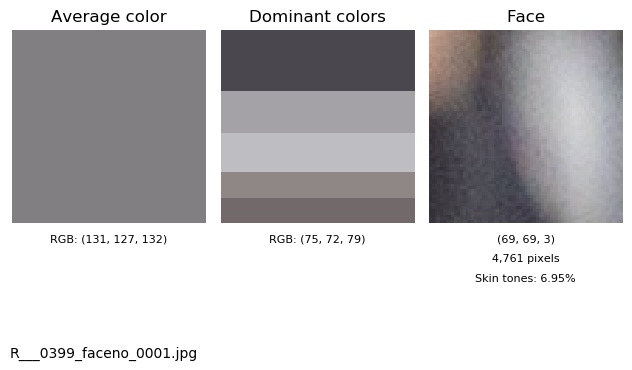 Average color
Dominant colors
Face
RGB: (131, 127, 132)
RGB: (75, 72, 79)
(69, 69, 3)
4,761 pixels
Skin tones: 6.95%
R___0399_faceno_0001.jpg